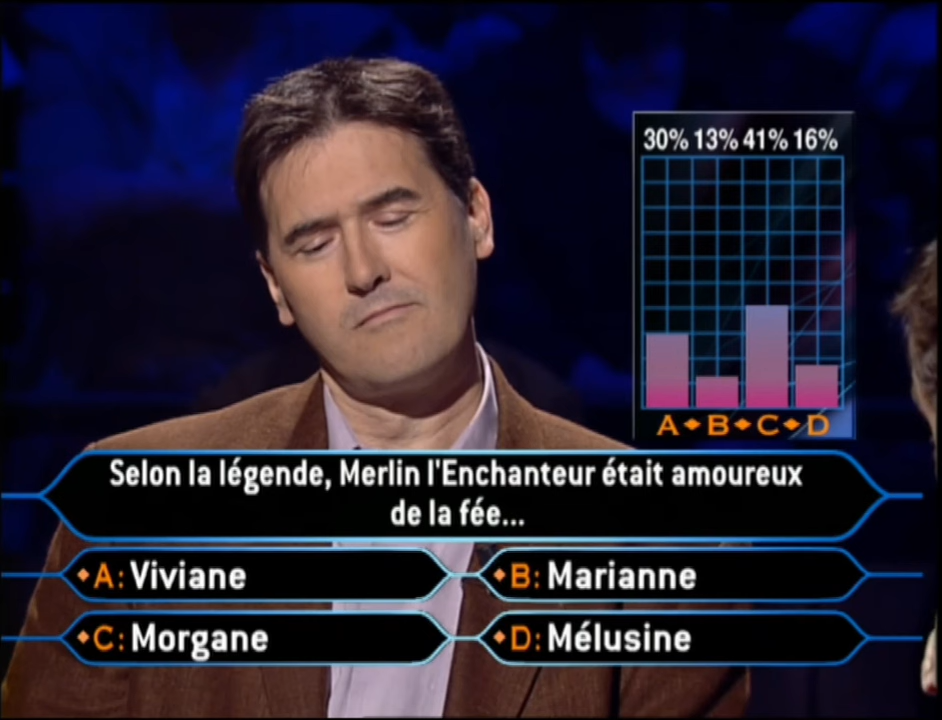 30% 13% 41% 16%
A B C D
Selon la légende, Merlin l'Enchanteur était amoureux
de la fée...
A: Viviane
B: Marianne
C: Morgane
D: Mélusine